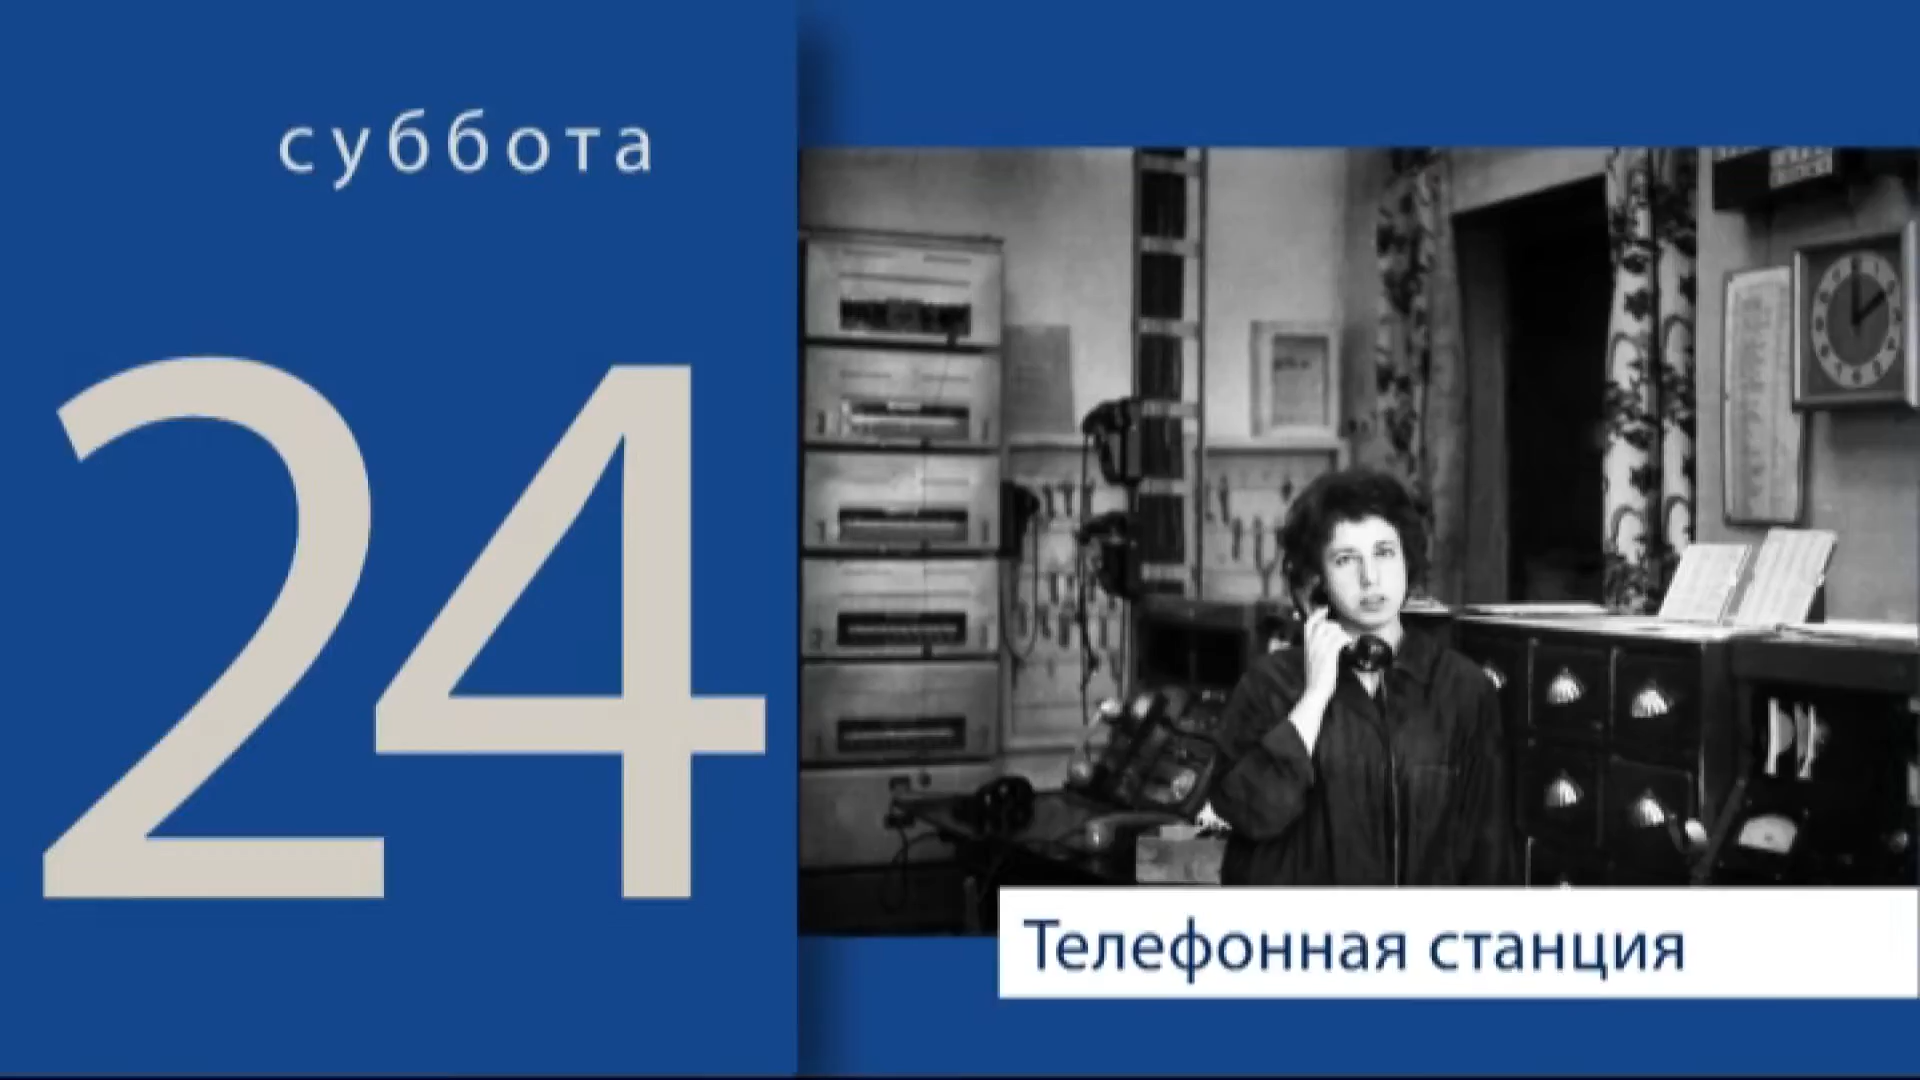 суббота
24
Телефонная станция